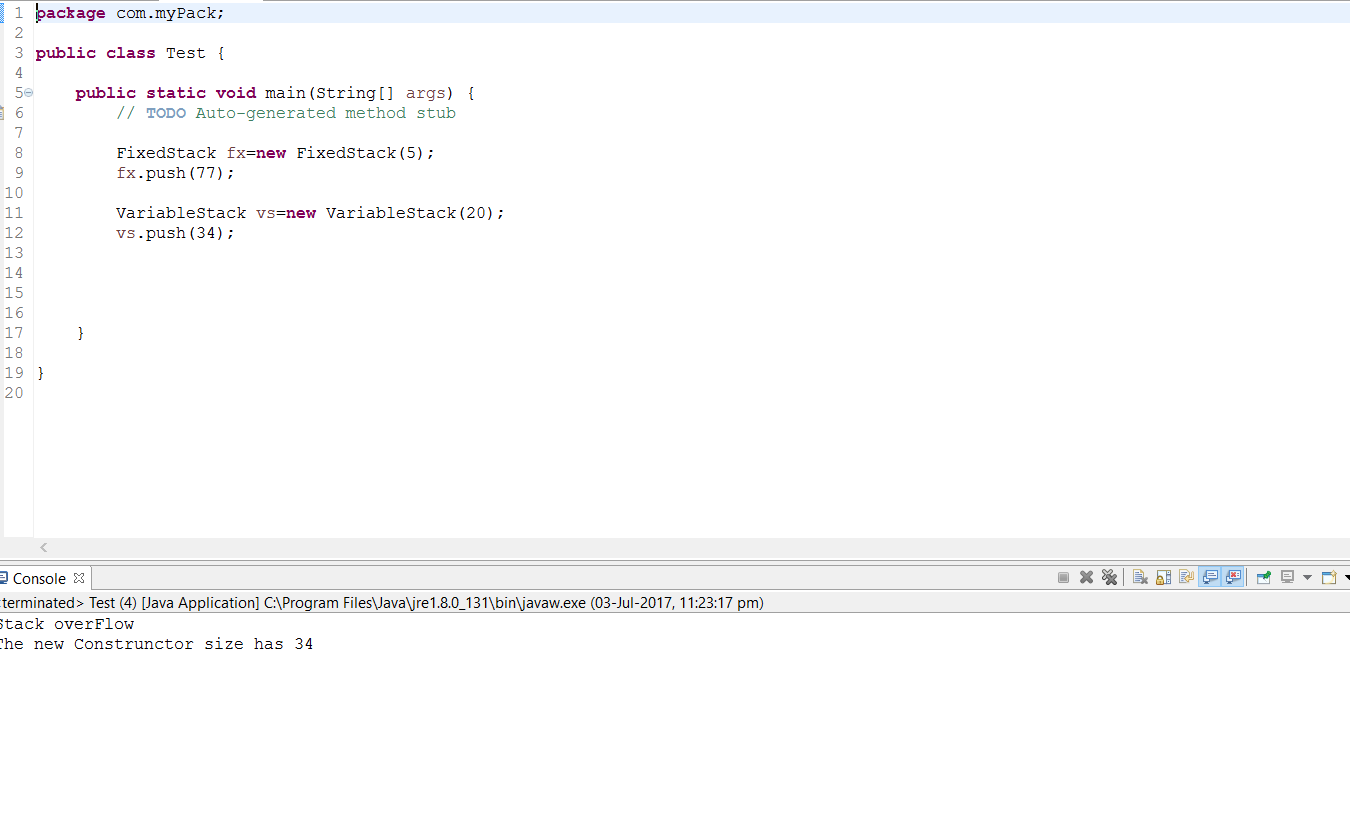 1 package com.myPack;
2
3 public class Test {
4
5 public static void main(String[] args) {
6 // TODO Auto-generated method stub
7
8 FixedStack fx=new FixedStack(5);
9 fx.push(77);
10
11 VariableStack vs=new VariableStack(20);
12 vs.push(34);
13
14
15
16
17 }
18
19 }
20
Console
<terminated> Test (4) [Java Application] C:\Program Files\Java\jre1.8.0_131\bin\javaw.exe (03-Jul-2017, 11:23:17 pm)
Stack overFlow
The new Construnctor size has 34